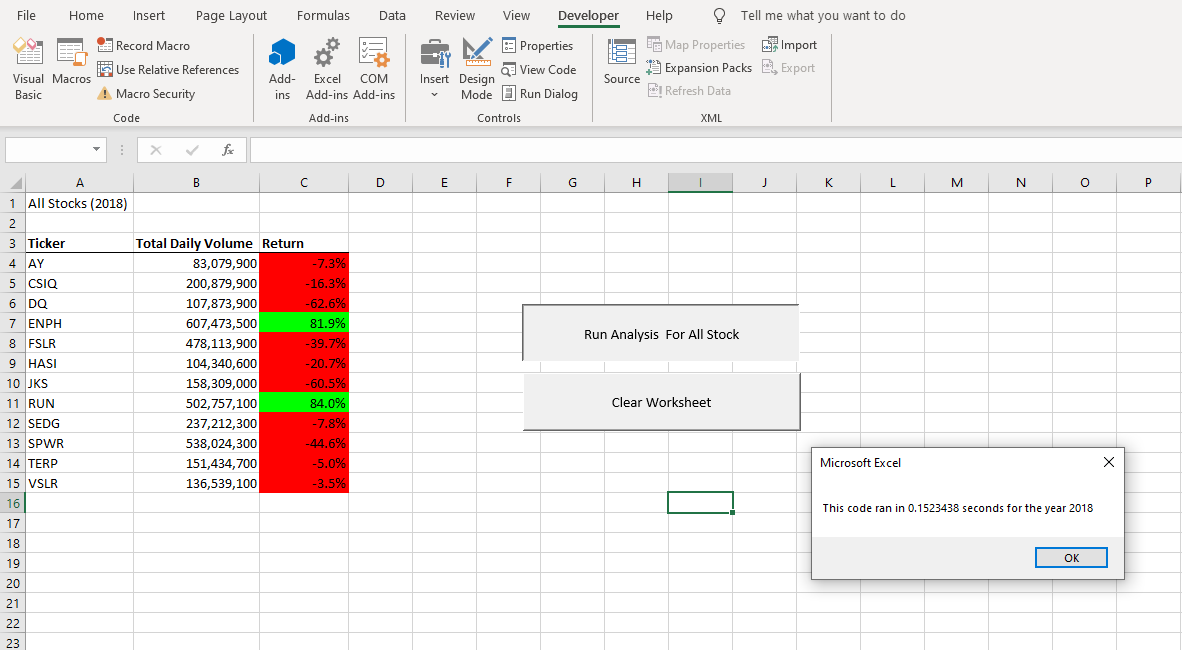 File Home Insert Page Layout Formulas Data Review View Developer Help Tell me what you want to do
Visual Basic
Macros
Record Macro
Use Relative References
Macro Security
Code
Add-ins
Excel Add-ins
COM Add-ins
Add-ins
Insert
Design Mode
Properties
View Code
Run Dialog
Controls
Source
Map Properties
Expansion Packs
Refresh Data
Import
Export
XML
fx
A B C D E F G H I J K L M N O P
1 All Stocks (2018)
2
3 Ticker Total Daily Volume Return
4 AY 83,079,900 -7.3%
5 CSIQ 200,879,900 -16.3%
6 DQ 107,873,900 -62.6%
7 ENPH 607,473,500 81.9%
8 FSLR 478,113,900 -39.7%
9 HASI 104,340,600 -20.7%
10 JKS 158,309,000 -60.5%
11 RUN 502,757,100 84.0%
12 SEDG 237,212,300 -7.8%
13 SPWR 538,024,300 -44.6%
14 TERP 151,434,700 -5.0%
15 VSLR 136,539,100 -3.5%
16
17
18
19
20
21
22
23
Run Analysis  For All Stock
Clear Worksheet
Microsoft Excel
This code ran in 0.1523438 seconds for the year 2018
OK